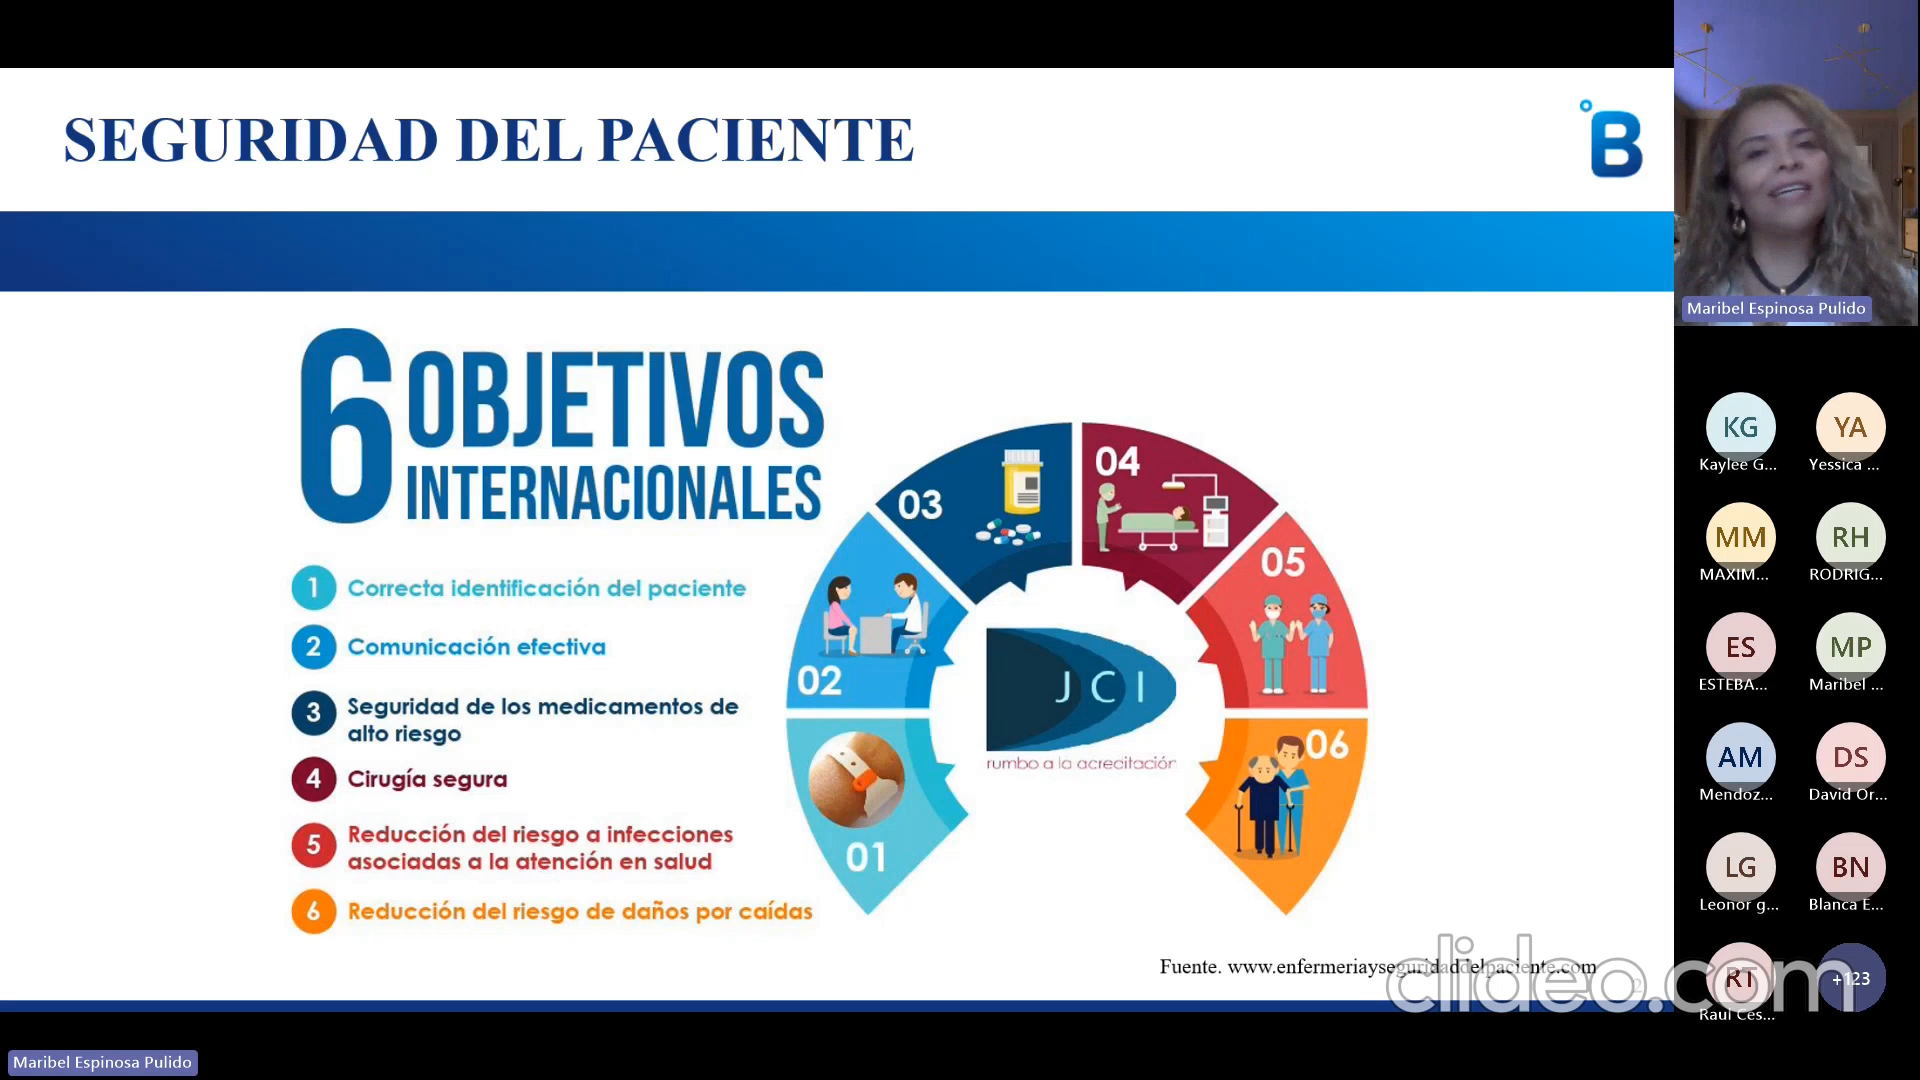 SEGURIDAD DEL PACIENTE
B
Maribel Espinosa Pulido
6 OBJETIVOS
INTERNACIONALES
1 Correcta identificación del paciente
2 Comunicación efectiva
3 Seguridad de los medicamentos de
alto riesgo
4 Cirugía segura
5 Reducción del riesgo a infecciones
asociadas a la atención en salud
6 Reducción del riesgo de daños por caídas
01
02
03
04
05
06
JCI
rumbo a la acreditación
Fuente. www.enfermeriayseguridaddelpaciente.com
2
clideo.com
KG
Kaylee G...
YA
Yessica ...
MM
MAXIM...
RH
RODRIG...
ES
ESTEBA...
MP
Maribel ...
AM
Mendoz...
DS
David Or...
LG
Leonor g...
BN
Blanca E...
RT
Raul Ces...
+123
Maribel Espinosa Pulido